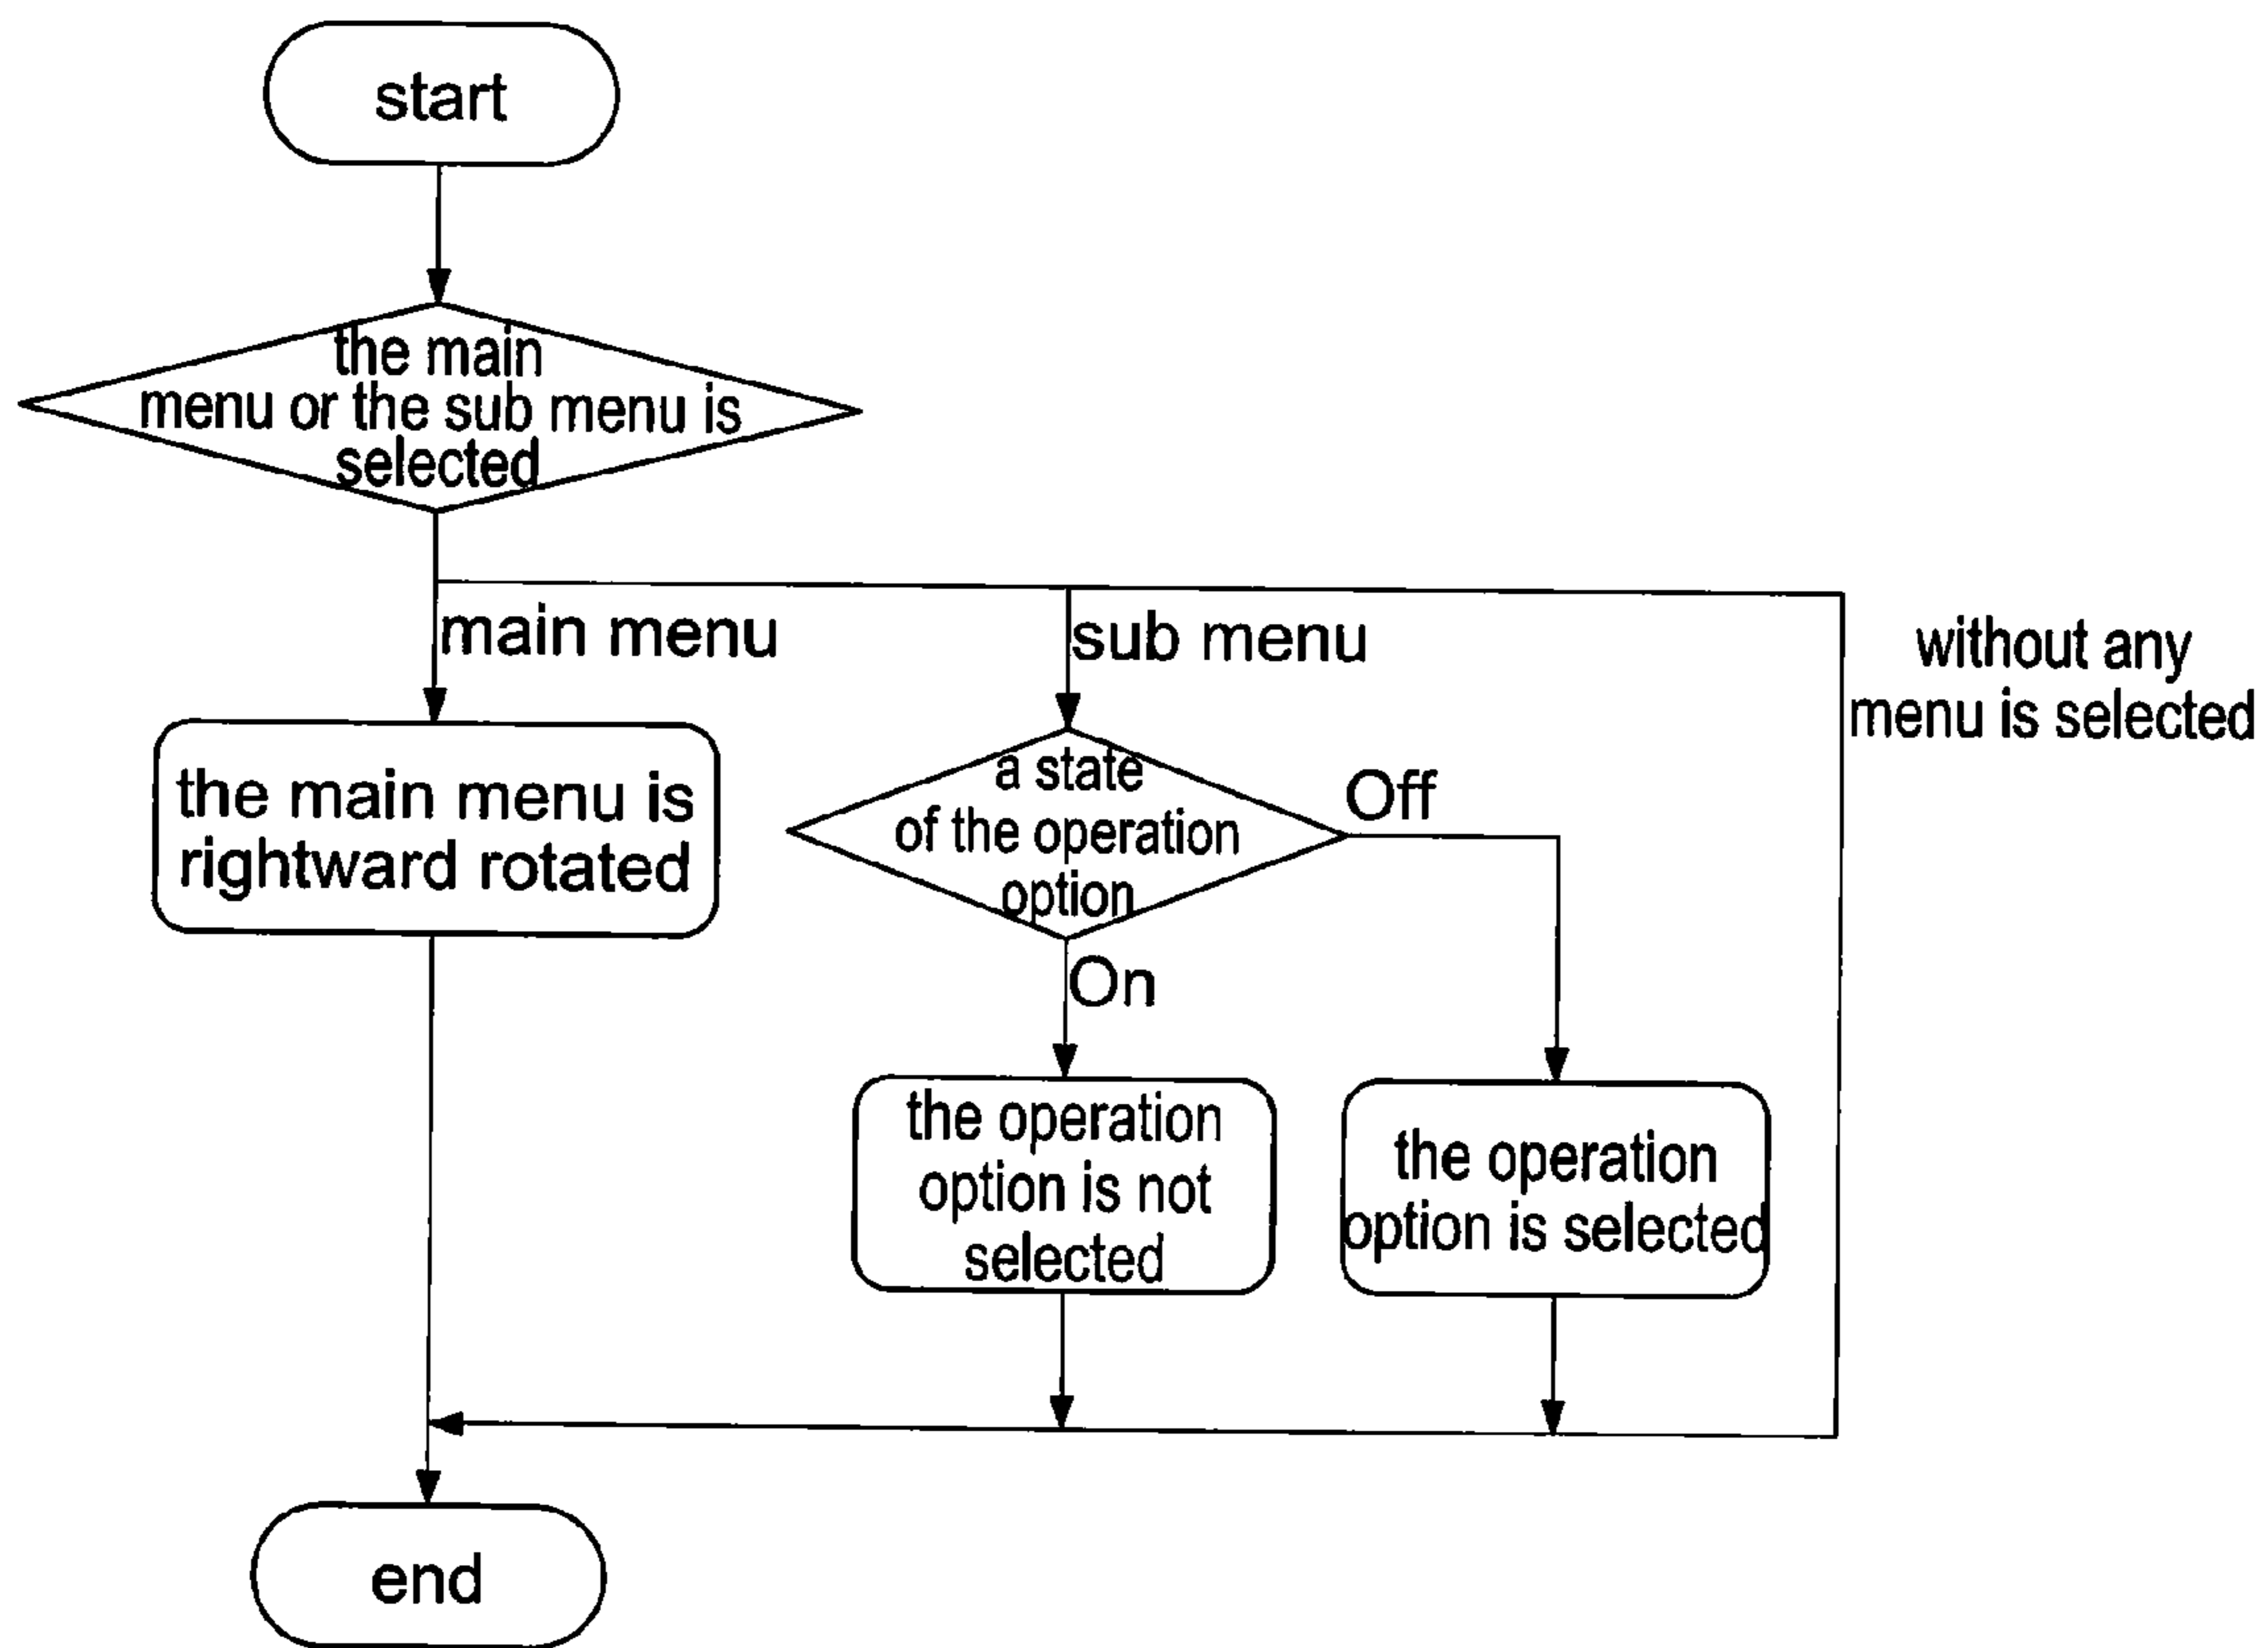 start
the main
menu or the sub menu is
selected
main menu
sub menu
without any
menu is selected
the main menu is
rightward rotated
a state
of the operation
option
Off
On
the operation
option is not
selected
the operation
option is selected
end